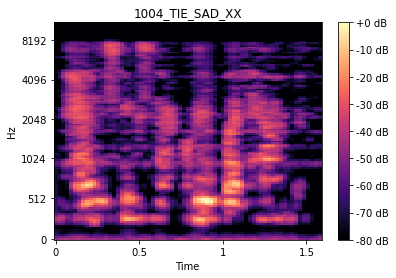 1004_TIE_SAD_XX
Hz
8192
4096
2048
1024
512
0
0
0.5
1
1.5
Time
+0 dB
-10 dB
-20 dB
-30 dB
-40 dB
-50 dB
-60 dB
-70 dB
-80 dB